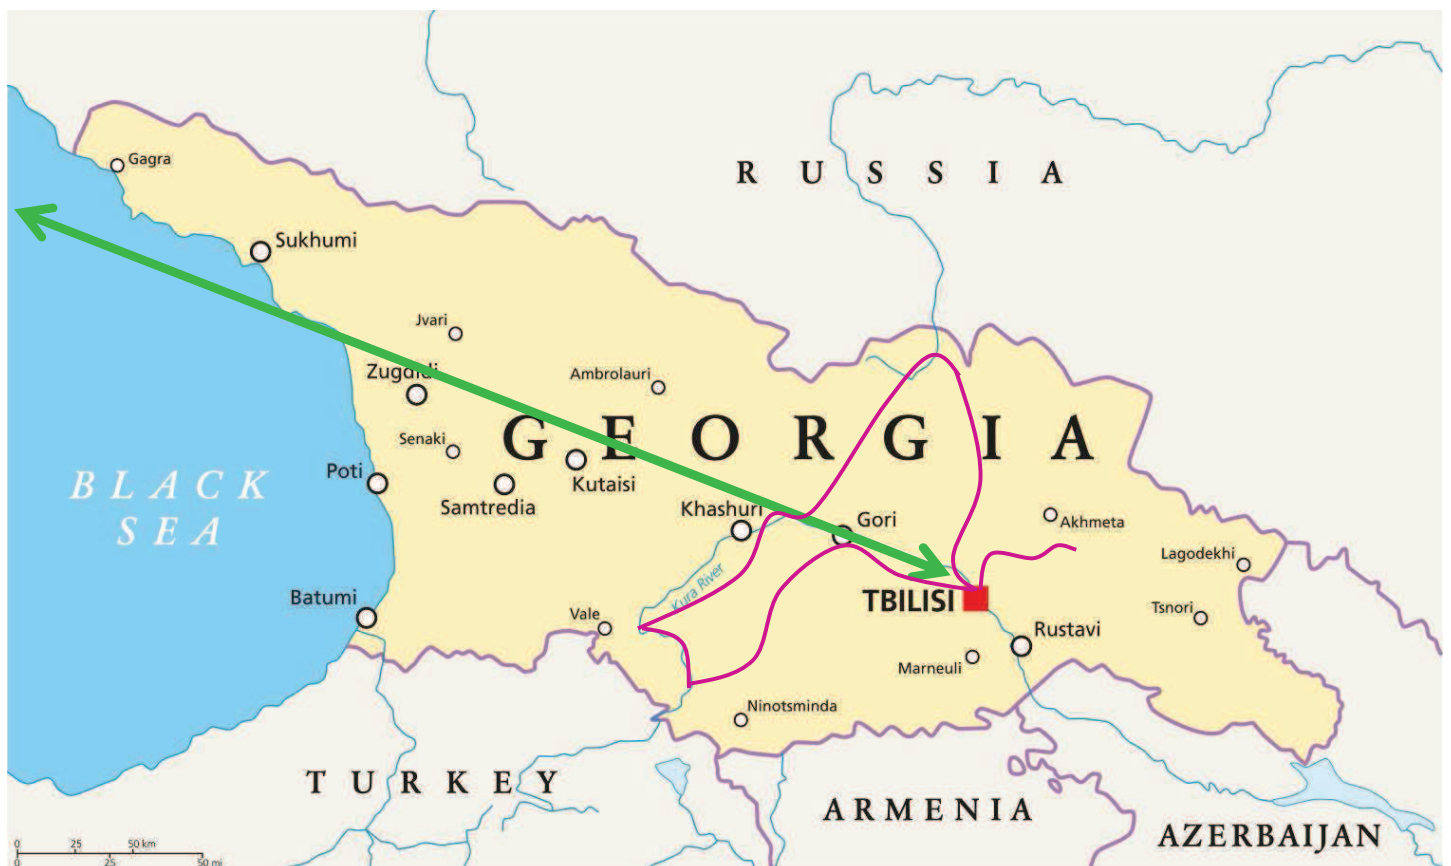 RUSSIA
Gagra
Sukhumi
Jvari
Zugdidi
Ambrolauri
GEORGIA
Senaki
Poti
Kutaisi
Samtredia
BLACK
SEA
Khashuri
Gori
Akhmeta
Lagodekhi
Kura River
Batumi
Vale
TBILISI
Tsnori
Rustavi
Marneuli
Ninotsminda
TURKEY
ARMENIA
AZERBAIJAN
0 25 50 km
0 25 50 mi